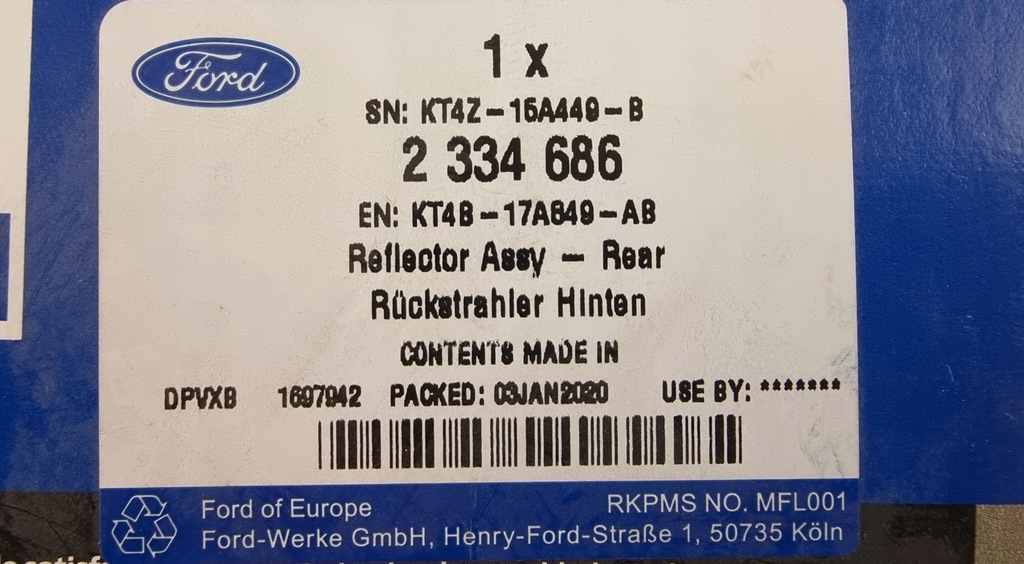 Ford
1 x
SN: KT4Z-15A449-B
2 334 686
EN: KT4B-17A849-AB
Reflector Assy - Rear
Rückstrahler Hinten
CONTENTS MADE IN
DPVXB 1697942 PACKED: 03JAN2020 USE BY: *******
Ford of Europe
RKPMS NO. MFL001
Ford-Werke GmbH, Henry-Ford-Straße 1, 50735 Köln